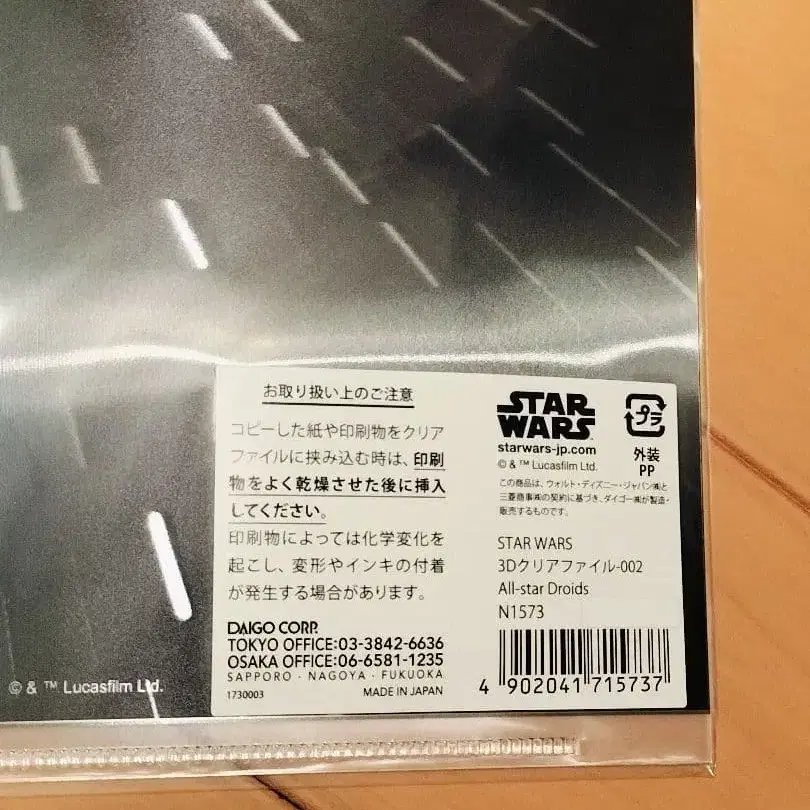 お取り扱い上のご注意
コピーした紙や印刷物をクリア
ファイルに挟み込む時は、印刷
物をよく乾燥させた後に挿入
してください。
印刷物によっては化学変化を
起こし、変形やインキの付着
が発生する場合があります。
DAIGO CORP.
TOKYO OFFICE:03-3842-6636
OSAKA OFFICE:06-6581-1235
SAPPORO · NAGOYA · FUKUOKA
1730003 MADE IN JAPAN
STAR
WARS
starwars-jp.com
© & ™ Lucasfilm Ltd.
プラ
外装
PP
この商品は、ウォルト・ディズニー・ジャパン㈱と
三菱商事㈱の契約に基づき、ダイゴー㈱が製造・
販売するものです。
STAR WARS
3Dクリアファイル-002
All-star Droids
N1573
4 902041 715737
© & ™ Lucasfilm Ltd.